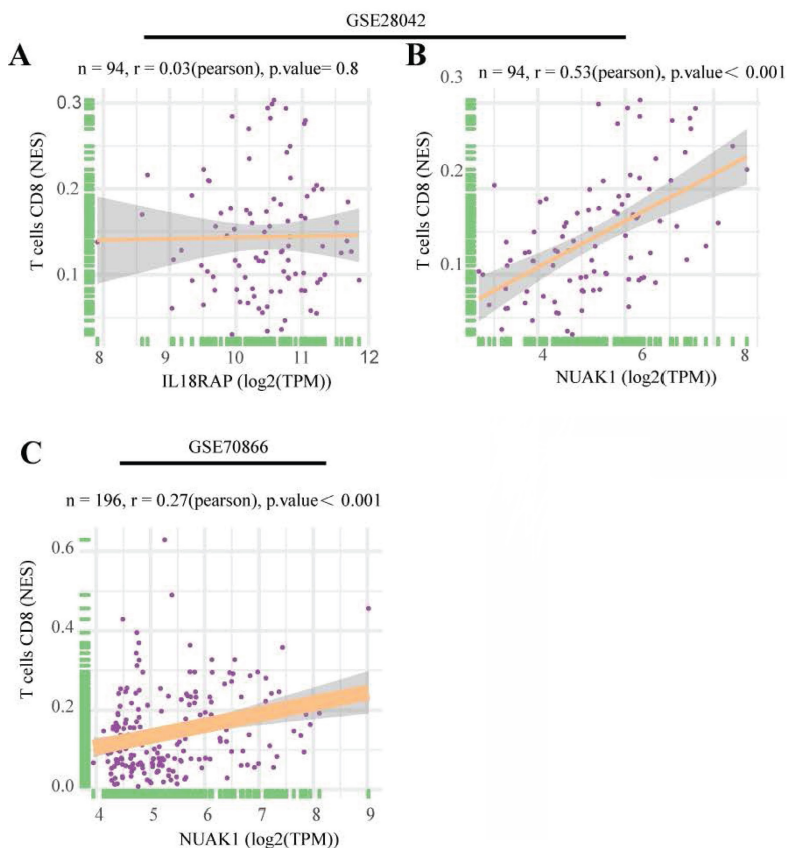 GSE28042
A
n = 94, r = 0.03(pearson), p.value= 0.8
0.3
0.2
0.1
T cells CD8 (NES)
8
9
10
11
12
IL18RAP (log2(TPM))
B
n = 94, r = 0.53(pearson), p.value< 0.001
0.3
0.2
0.1
T cells CD8 (NES)
4
6
8
NUAK1 (log2(TPM))
C
GSE70866
n = 196, r = 0.27(pearson), p.value< 0.001
0.6
0.4
0.2
0.0
T cells CD8 (NES)
4
5
6
7
8
9
NUAK1 (log2(TPM))